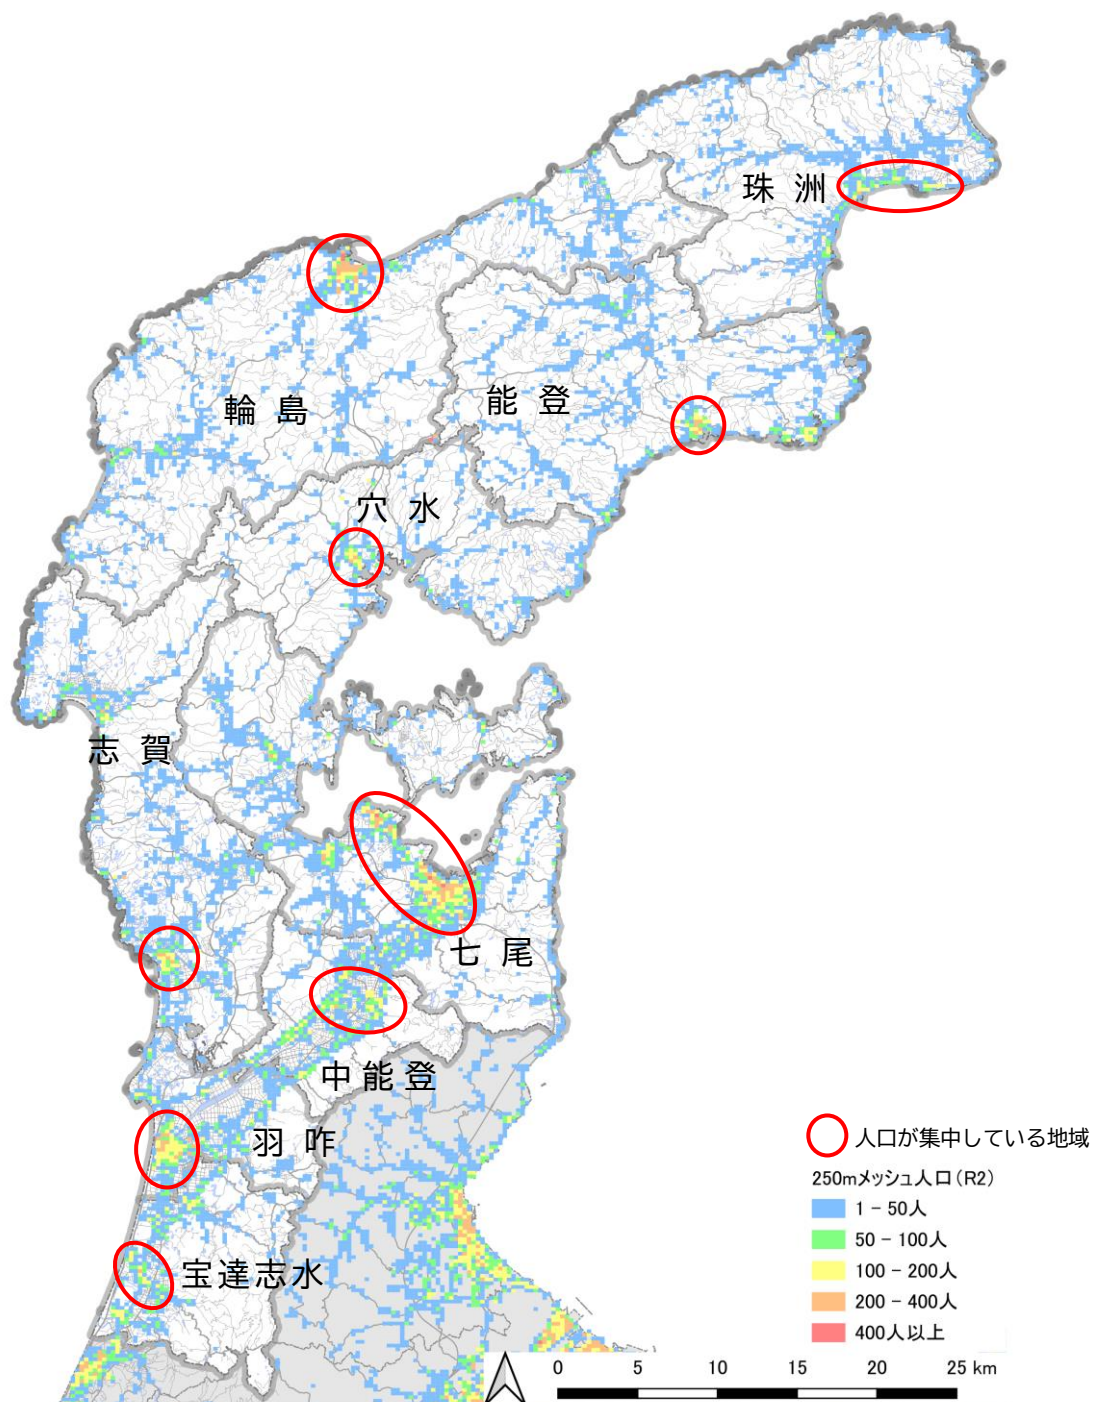 珠洲
輪島
能登
穴水
志賀
七尾
中能登
羽咋
宝達志水
人口が集中している地域
250mメッシュ人口(R2)
1 - 50人
50 - 100人
100 - 200人
200 - 400人
400人以上
0 5 10 15 20 25 km